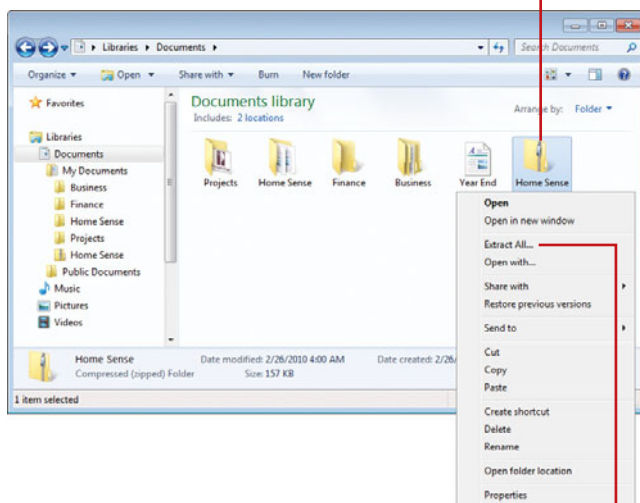 Libraries ▸ Documents ▸
Search Documents
Organize ▾ Open ▾ Share with ▾ Burn New folder
Favorites
Libraries
Documents
My Documents
Business
Finance
Home Sense
Projects
Home Sense
Public Documents
Music
Pictures
Videos
Documents library
Includes: 2 locations
Arrange by: Folder ▾
Projects Home Sense Finance Business Year End Home Sense
Open
Open in new window
Extract All...
Open with...
Share with
Restore previous versions
Send to
Cut
Copy
Paste
Create shortcut
Delete
Rename
Open folder location
Properties
Home Sense Date modified: 2/26/2010 4:00 AM Date created: 2/26/
Compressed (zipped) Folder Size: 157 KB
1 item selected